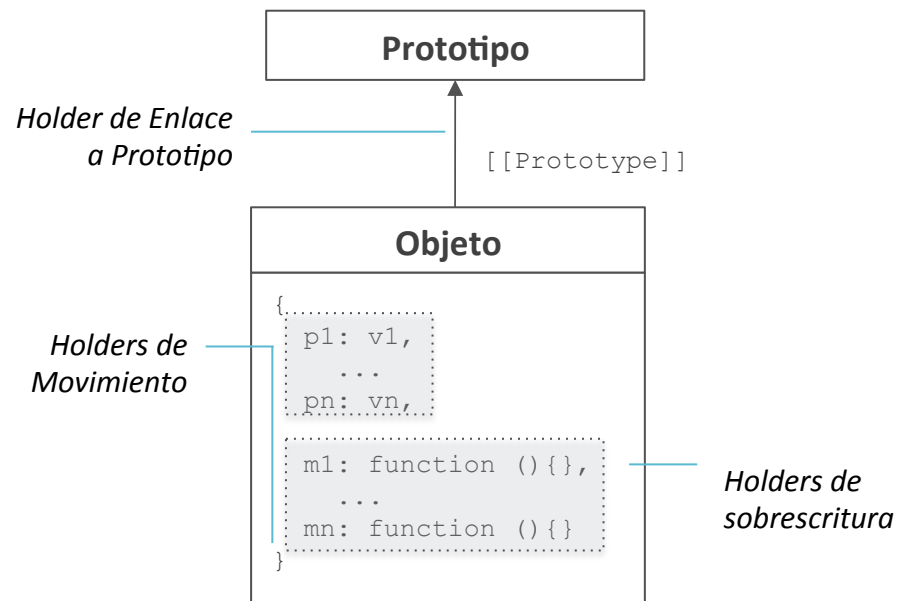 Prototipo
Holder de Enlace
a Prototipo
[[Prototype]]
Objeto
{
p1: v1,
...
pn: vn,
Holders de
Movimiento
m1: function (){},
...
mn: function (){}
}
Holders de
sobrescritura